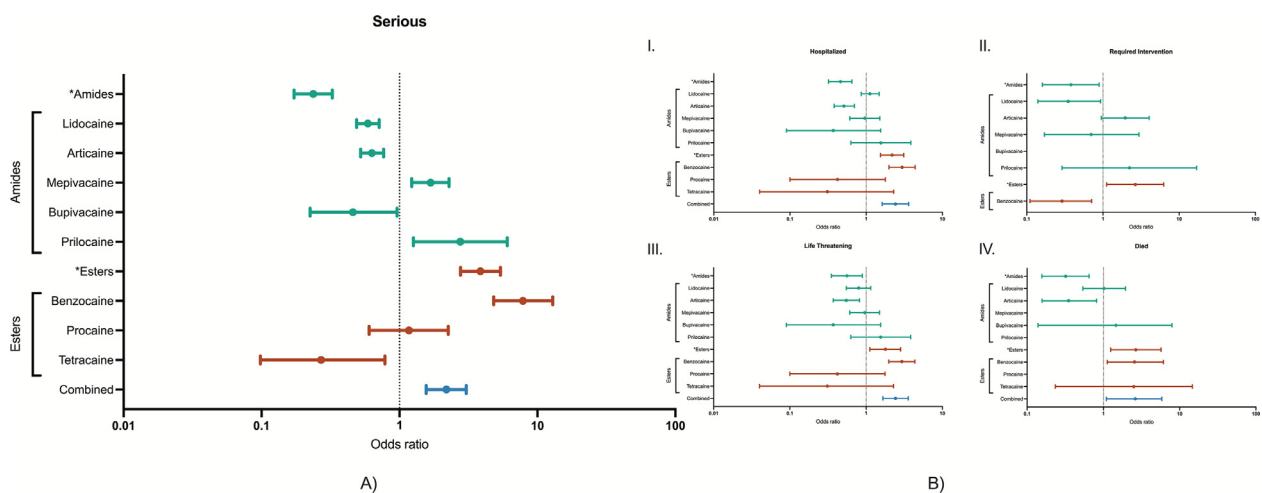 Serious
*Amides
Lidocaine
Articaine
Mepivacaine
Bupivacaine
Prilocaine
*Esters
Benzocaine
Procaine
Tetracaine
Combined
Amides
Esters
0.01 0.1 1 10 100
Odds ratio
A)
I.
Hospitalized
*Amides
Lidocaine
Articaine
Mepivacaine
Bupivacaine
Prilocaine
*Esters
Benzocaine
Procaine
Tetracaine
Combined
Amides
Esters
0.01 0.1 1 10
Odds ratio
II.
Required Intervention
*Amides
Lidocaine
Articaine
Mepivacaine
Bupivacaine
Prilocaine
*Esters
Benzocaine
Amides
Esters
0.1 1 10 100
Odds ratio
III.
Life Threatening
*Amides
Lidocaine
Articaine
Mepivacaine
Bupivacaine
Prilocaine
*Esters
Benzocaine
Procaine
Tetracaine
Combined
Amides
Esters
0.01 0.1 1 10
Odds ratio
IV.
Died
*Amides
Lidocaine
Articaine
Mepivacaine
Bupivacaine
Prilocaine
*Esters
Benzocaine
Procaine
Tetracaine
Combined
Amides
Esters
0.1 1 10 100
Odds ratio
B)